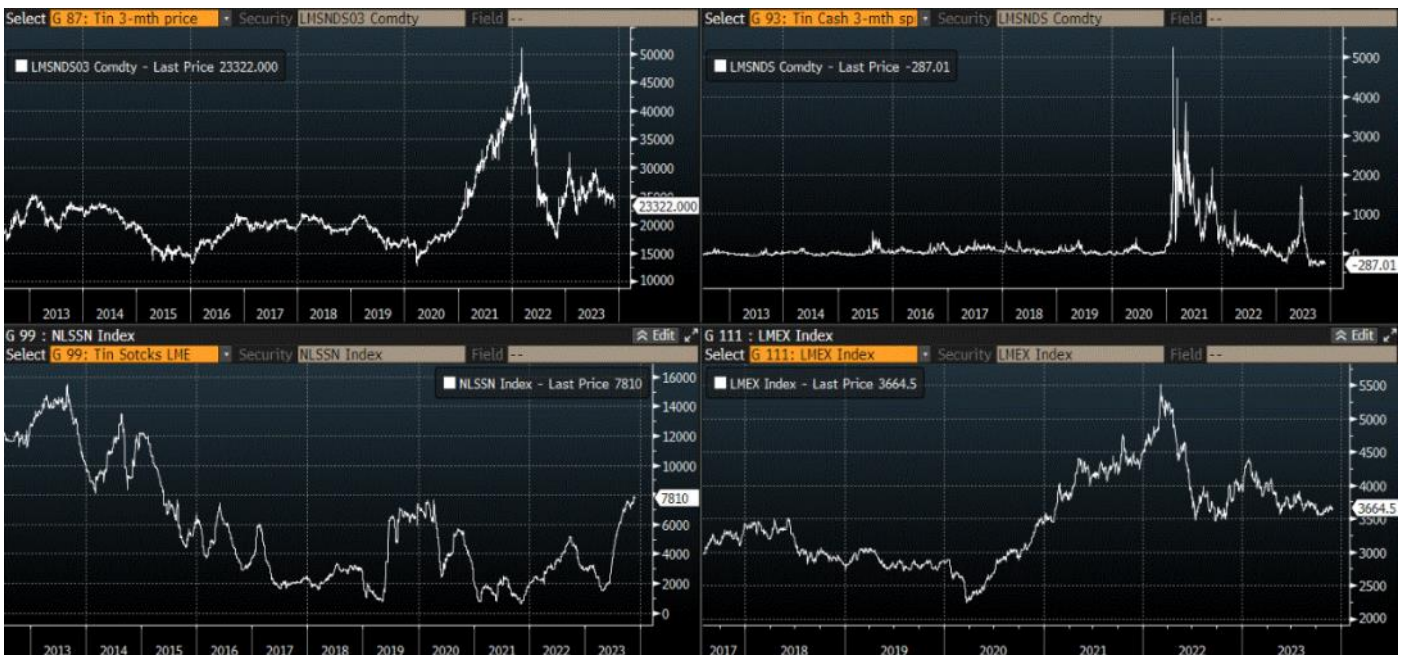 Select G 87: Tin 3-mth price Security LMSNDS03 Comdty Field --
LMSNDS03 Comdty - Last Price 23322.000
50000
45000
40000
35000
30000
25000
23322.000
20000
15000
10000
2013 2014 2015 2016 2017 2018 2019 2020 2021 2022 2023
Select G 93: Tin Cash 3-mth sp Security LMSNDS Comdty Field --
LMSNDS Comdty - Last Price -287.01
5000
4000
3000
2000
1000
0
-287.01
2013 2014 2015 2016 2017 2018 2019 2020 2021 2022 2023
G 99 : NLSSN Index Edit
Select G 99: Tin Sotcks LME Security NLSSN Index Field --
NLSSN Index - Last Price 7810
16000
14000
12000
10000
7810
6000
4000
2000
0
2013 2014 2015 2016 2017 2018 2019 2020 2021 2022 2023
G 111 : LMEX Index Edit
Select G 111: LMEX Index Security LMEX Index Field --
LMEX Index - Last Price 3664.5
5500
5000
4500
4000
3664.5
3500
3000
2500
2000
2017 2018 2019 2020 2021 2022 2023